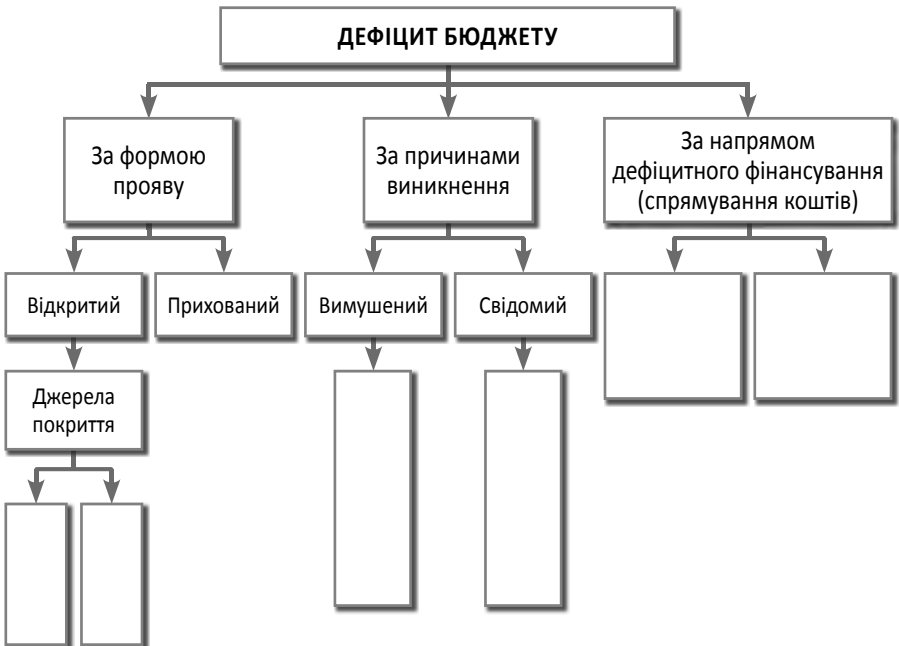 ДЕФІЦИТ БЮДЖЕТУ
За формою
прояву
За причинами
виникнення
За напрямом
дефіцитного фінансування
(спрямування коштів)
Відкритий
Прихований
Вимушений
Свідомий
Джерела
покриття